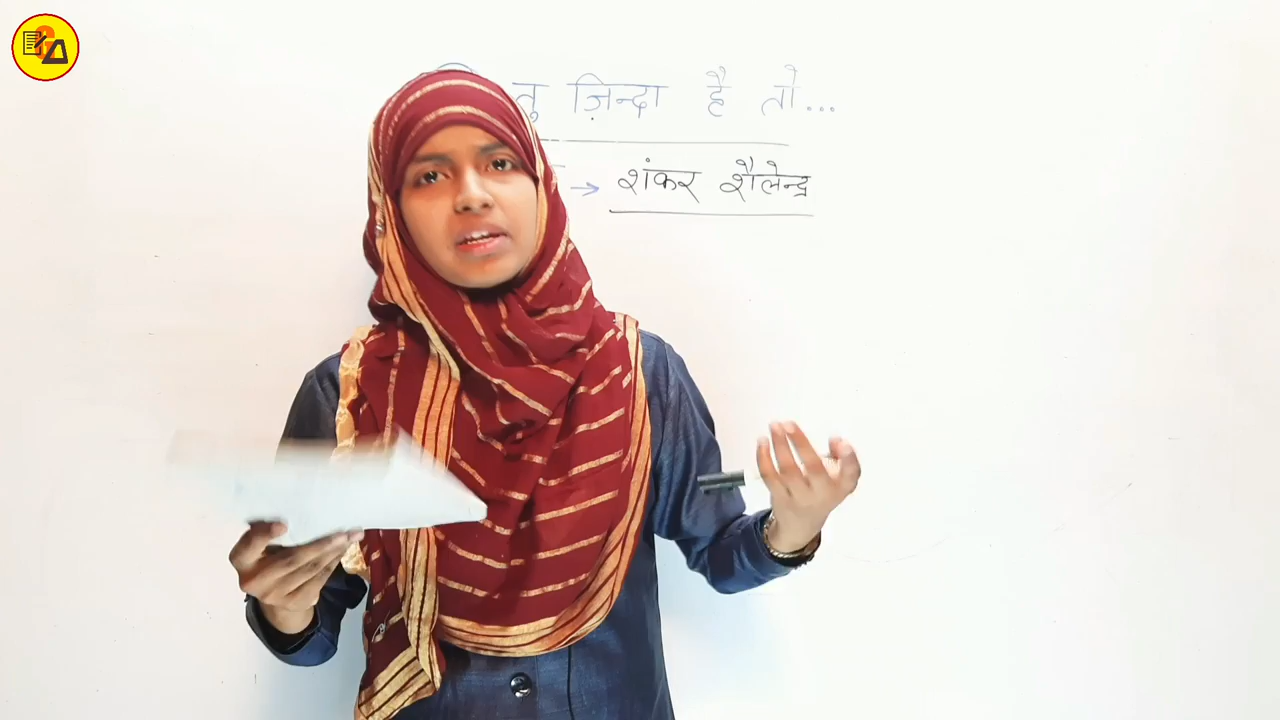 तु ज़िन्दा है तो...
→ शंकर शैलेन्द्र